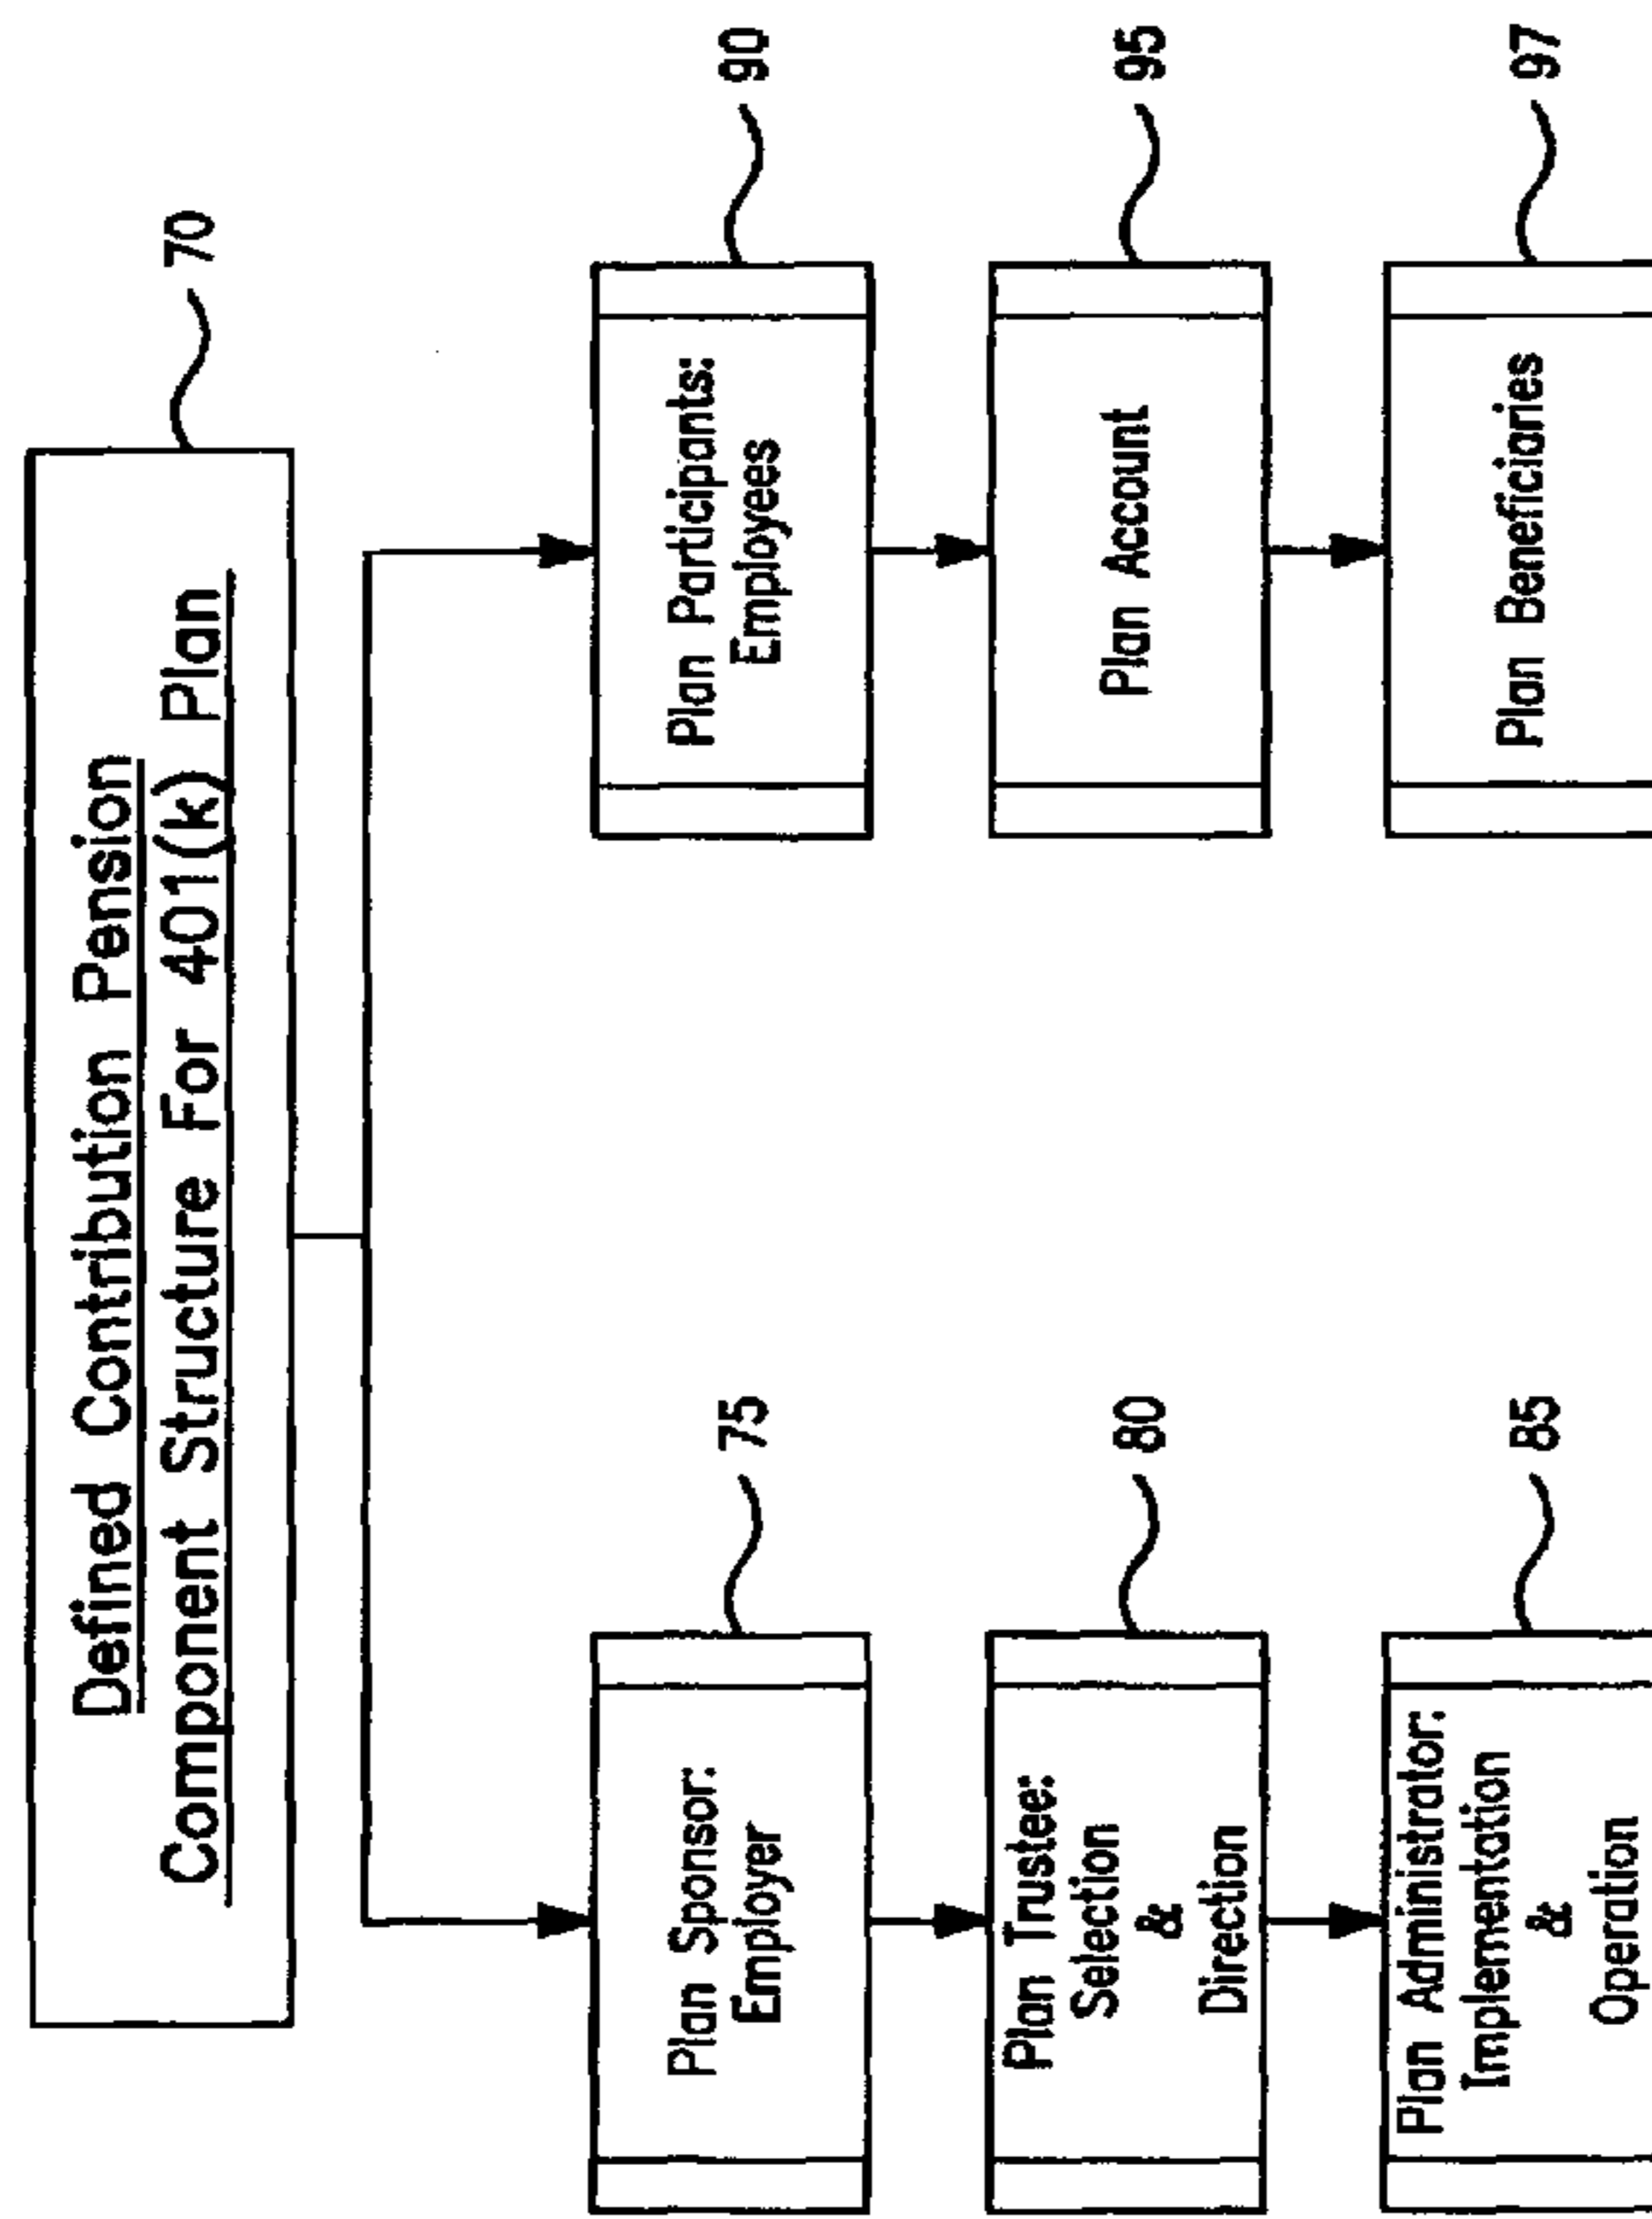 Defined Contribution Pension
Component Structure For 401(k) Plan
70
Plan Sponsor:
Employer
75
Plan Trustee:
Selection
&
Direction
80
Plan Administrator:
Implementation
&
Operation
85
Plan Participants:
Employees
90
Plan Account
95
Plan Beneficiaries
97